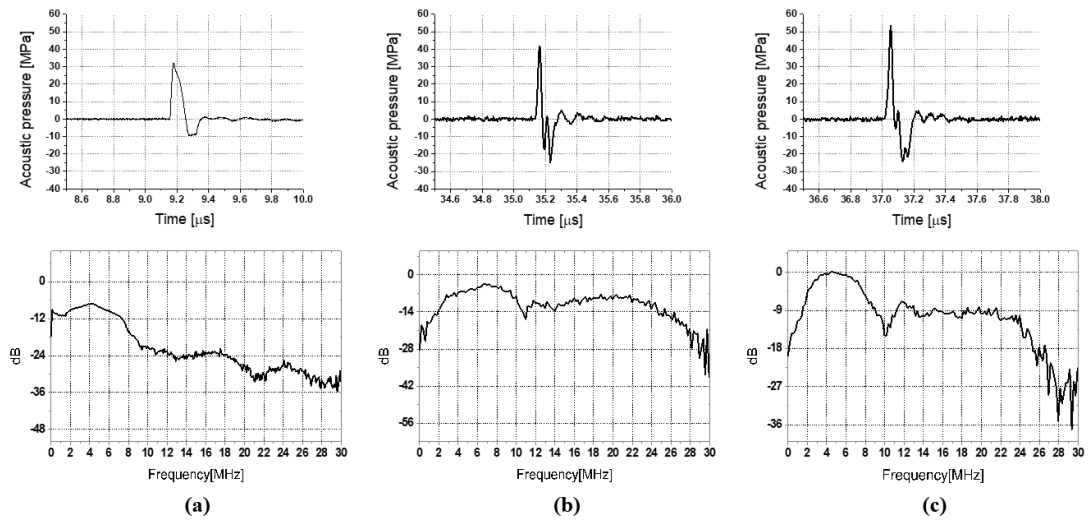 60
50
40
30
20
10
0
-10
-20
-30
-40
Acoustic pressure [MPa]
8.6 8.8 9.0 9.2 9.4 9.6 9.8 10.0
Time [μs]
60
50
40
30
20
10
0
-10
-20
-30
-40
Acoustic pressure [MPa]
34.6 34.8 35.0 35.2 35.4 35.6 35.8 36.0
Time [μs]
60
50
40
30
20
10
0
-10
-20
-30
-40
Acoustic pressure [MPa]
36.6 36.8 37.0 37.2 37.4 37.6 37.8 38.0
Time [μs]
0
-12
-24
-36
-48
dB
0 2 4 6 8 10 12 14 16 18 20 22 24 26 28 30
Frequency[MHz]
(a)
0
-14
-28
-42
-56
dB
0 2 4 6 8 10 12 14 16 18 20 22 24 26 28 30
Frequency[MHz]
(b)
0
-9
-18
-27
-36
dB
0 2 4 6 8 10 12 14 16 18 20 22 24 26 28 30
Frequency[MHz]
(c)